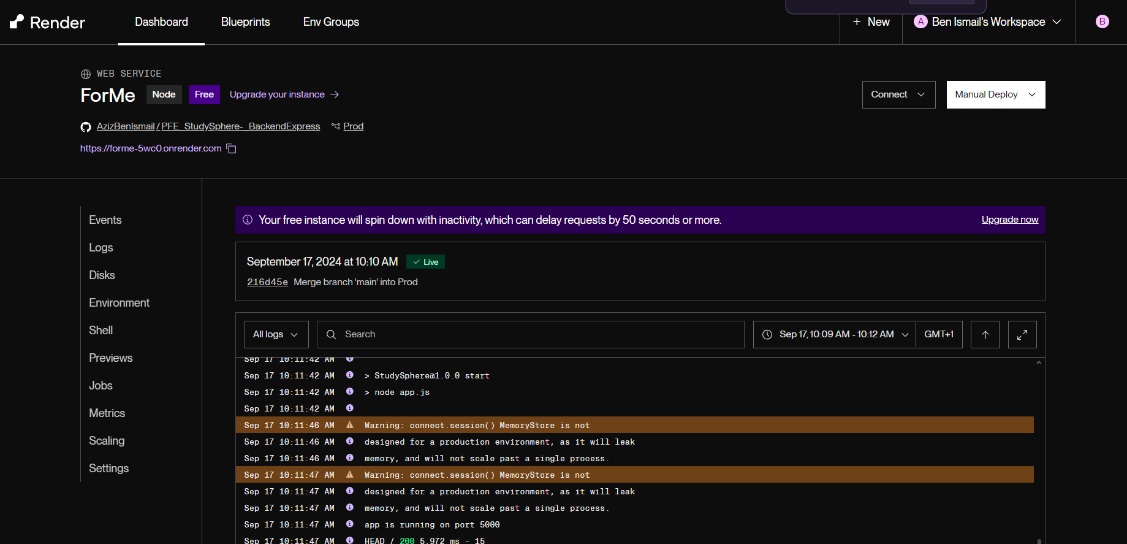 Render
Dashboard
Blueprints
Env Groups
+ New
A Ben Ismail's Workspace
B
WEB SERVICE
ForMe Node Free Upgrade your instance →
Connect
Manual Deploy
AzizBenIsmail / PFE_StudySphere-_BackendExpress Prod
https://forme-5wc0.onrender.com
Events
Logs
Disks
Environment
Shell
Previews
Jobs
Metrics
Scaling
Settings
Your free instance will spin down with inactivity, which can delay requests by 50 seconds or more. Upgrade now
September 17, 2024 at 10:10 AM ✓ Live
216d45e Merge branch 'main' into Prod
All logs Search Sep 17, 10:09 AM - 10:12 AM GMT+1
Sep 17 10:11:42 AM
Sep 17 10:11:42 AM > StudySphere@1.0.0 start
Sep 17 10:11:42 AM > node app.js
Sep 17 10:11:42 AM
Sep 17 10:11:46 AM Warning: connect.session() MemoryStore is not
Sep 17 10:11:46 AM designed for a production environment, as it will leak
Sep 17 10:11:46 AM memory, and will not scale past a single process.
Sep 17 10:11:47 AM Warning: connect.session() MemoryStore is not
Sep 17 10:11:47 AM designed for a production environment, as it will leak
Sep 17 10:11:47 AM memory, and will not scale past a single process.
Sep 17 10:11:47 AM app is running on port 5000
Sep 17 10:11:47 AM HEAD / 200 5.972 ms - 15